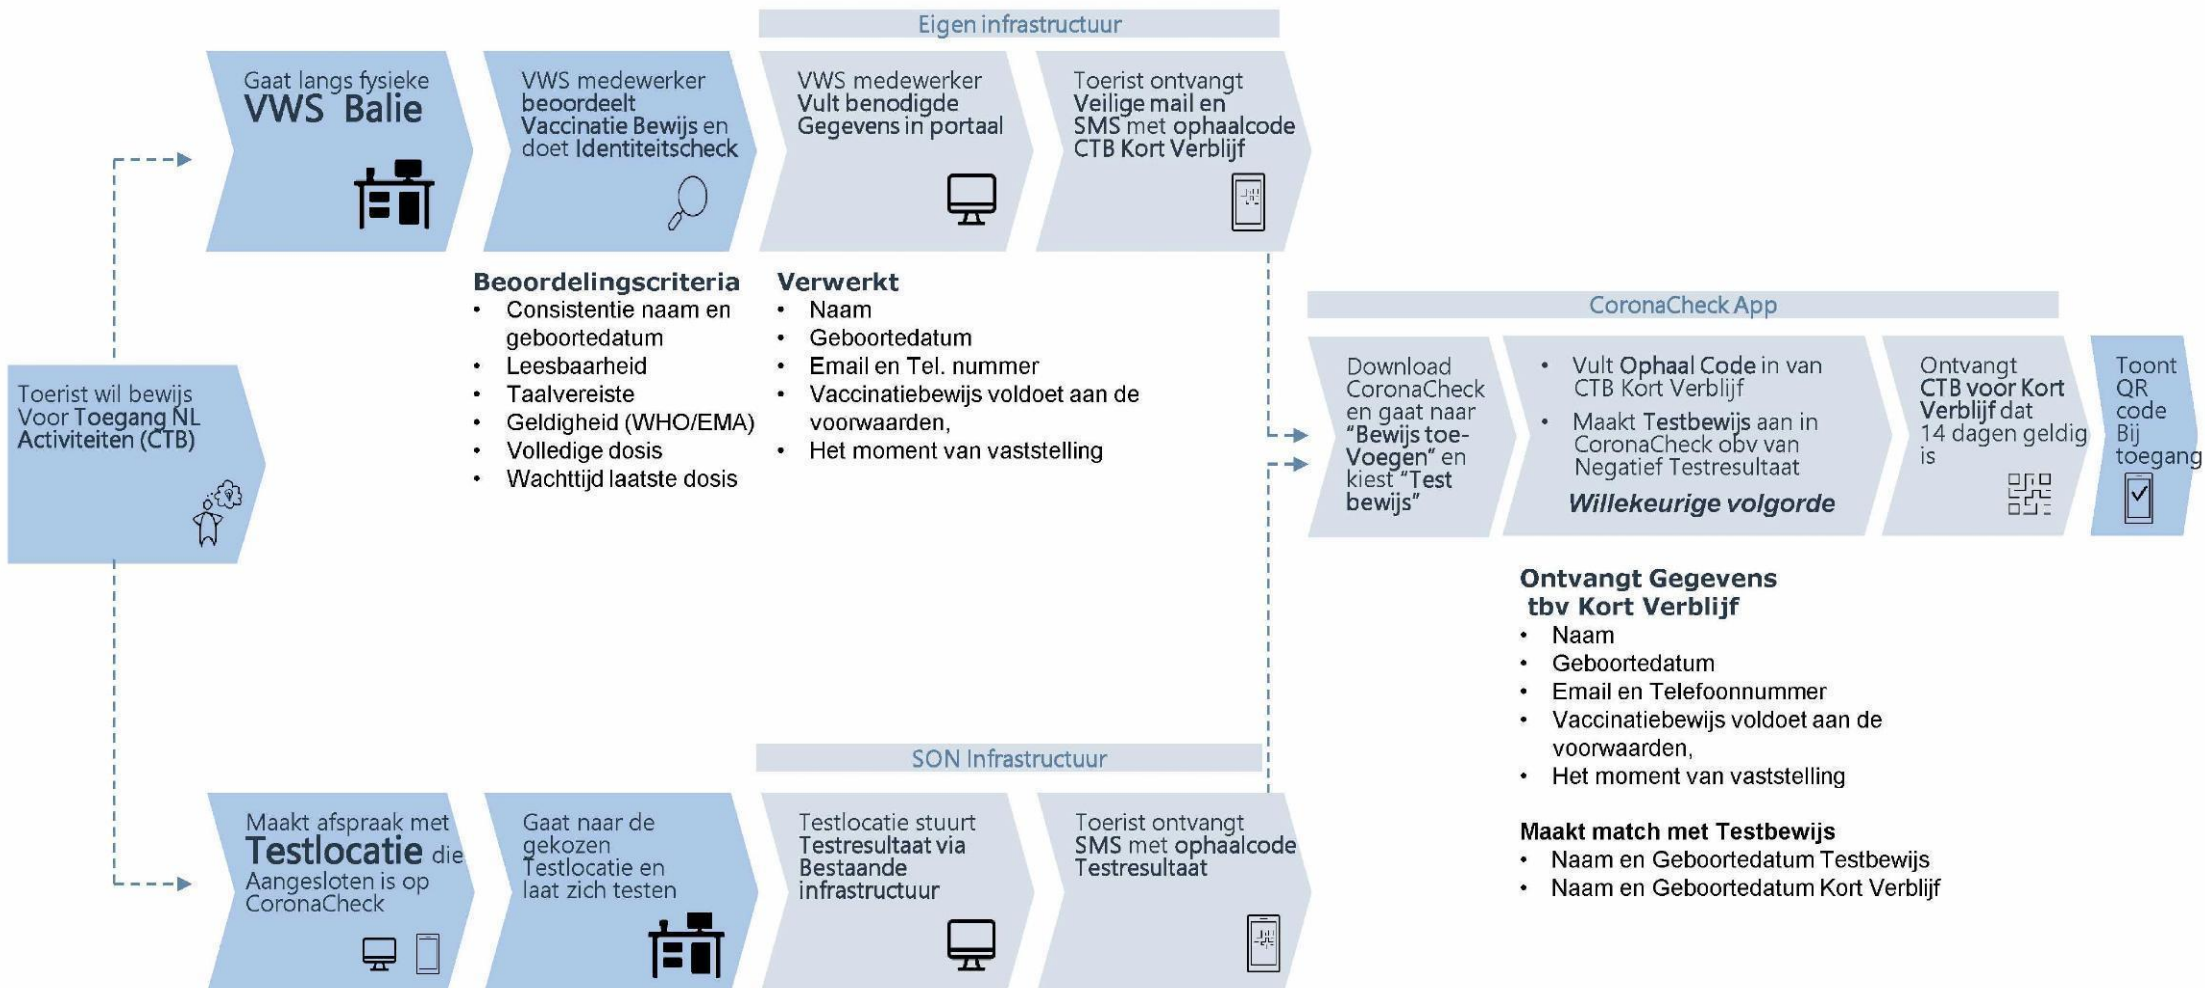 Eigen infrastructuur
Gaat langs fysieke
VWS Balie
VWS medewerker
beoordeelt
Vaccinatie Bewijs en
doet Identiteitscheck
VWS medewerker
Vult benodigde
Gegevens in portaal
Toerist ontvangt
Veilige mail en
SMS met ophaalcode
CTB Kort Verblijf
Beoordelingscriteria
• Consistentie naam en
geboortedatum
• Leesbaarheid
• Taalvereiste
• Geldigheid (WHO/EMA)
• Volledige dosis
• Wachttijd laatste dosis
Verwerkt
• Naam
• Geboortedatum
• Email en Tel. nummer
• Vaccinatiebewijs voldoet aan de
voorwaarden,
• Het moment van vaststelling
Toerist wil bewijs
Voor Toegang NL
Activiteiten (CTB)
CoronaCheck App
Download
CoronaCheck
en gaat naar
"Bewijs toe-
Voegen" en
kiest "Test
bewijs"
• Vult Ophaal Code in van
CTB Kort Verblijf
• Maakt Testbewijs aan in
CoronaCheck obv van
Negatief Testresultaat
Willekeurige volgorde
Ontvangt
CTB voor Kort
Verblijf dat
14 dagen geldig
is
Toont
QR
code
Bij
toegang
Ontvangt Gegevens
tbv Kort Verblijf
• Naam
• Geboortedatum
• Email en Telefoonnummer
• Vaccinatiebewijs voldoet aan de
voorwaarden,
• Het moment van vaststelling
Maakt match met Testbewijs
• Naam en Geboortedatum Testbewijs
• Naam en Geboortedatum Kort Verblijf
SON Infrastructuur
Maakt afspraak met
Testlocatie die
Aangesloten is op
CoronaCheck
Gaat naar de
gekozen
Testlocatie en
laat zich testen
Testlocatie stuurt
Testresultaat via
Bestaande
infrastructuur
Toerist ontvangt
SMS met ophaalcode
Testresultaat